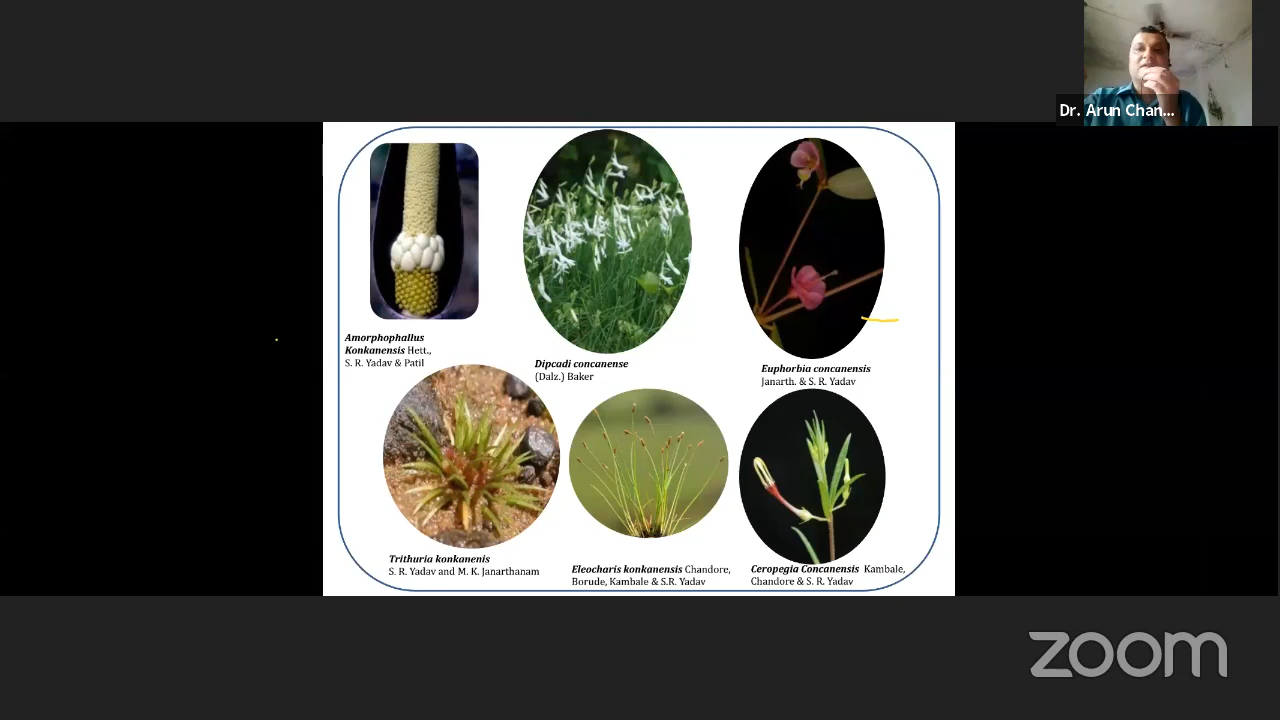 Dr. Arun Chan...
Amorphophallus
Konkanensis Hett.,
S. R. Yadav & Patil
Dipcadi concanense
(Dalz.) Baker
Euphorbia concanensis
Janarth. & S. R. Yadav
Trithuria konkanenis
S. R. Yadav and M. K. Janarthanam
Eleocharis konkanensis Chandore,
Borude, Kambale & S.R. Yadav
Ceropegia Concanensis Kambale,
Chandore & S. R. Yadav
zoom